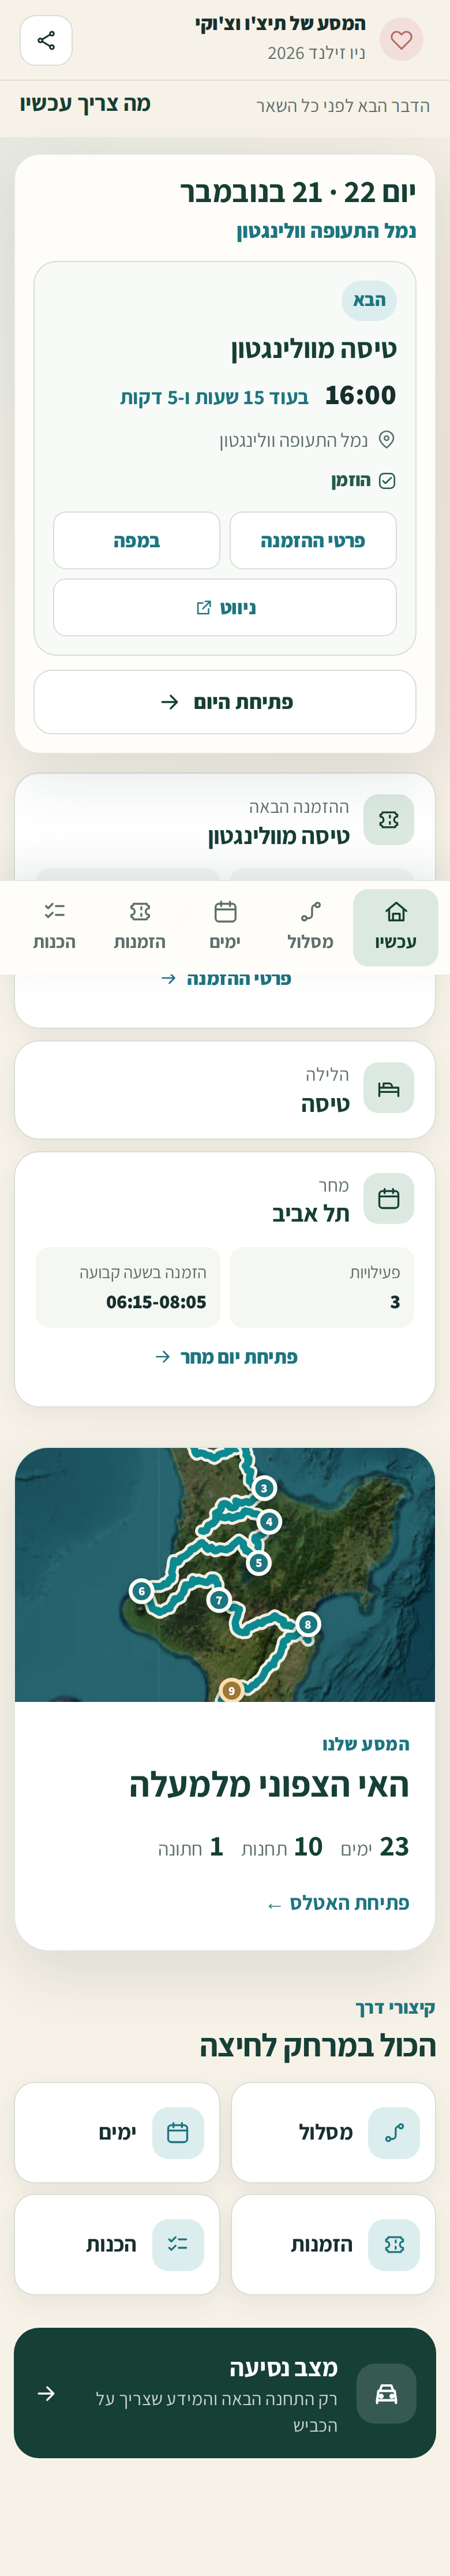 המסע של תיצ'ו וצ'וקי
ניו זילנד 2026
מה צריך עכשיו
הדבר הבא לפני כל השאר
יום 22 · 21 בנובמבר
נמל התעופה וולינגטון
הבא
טיסה מוולינגטון
16:00 בעוד 15 שעות ו-5 דקות
נמל התעופה וולינגטון
הוזמן
פרטי ההזמנה
במפה
ניווט
פתיחת היום →
ההזמנה הבאה
טיסה מוולינגטון
עכשיו
מסלול
ימים
הזמנות
הכנות
פרטי ההזמנה →
הלילה
טיסה
מחר
תל אביב
פעילויות
3
הזמנה בשעה קבועה
06:15-08:05
פתיחת יום מחר →
3
4
5
6
7
8
9
המסע שלנו
האי הצפוני מלמעלה
23 ימים 10 תחנות 1 חתונה
פתיחת האטלס ←
קיצורי דרך
הכול במרחק לחיצה
מסלול
ימים
הזמנות
הכנות
מצב נסיעה
רק התחנה הבאה והמידע שצריך על
הכביש